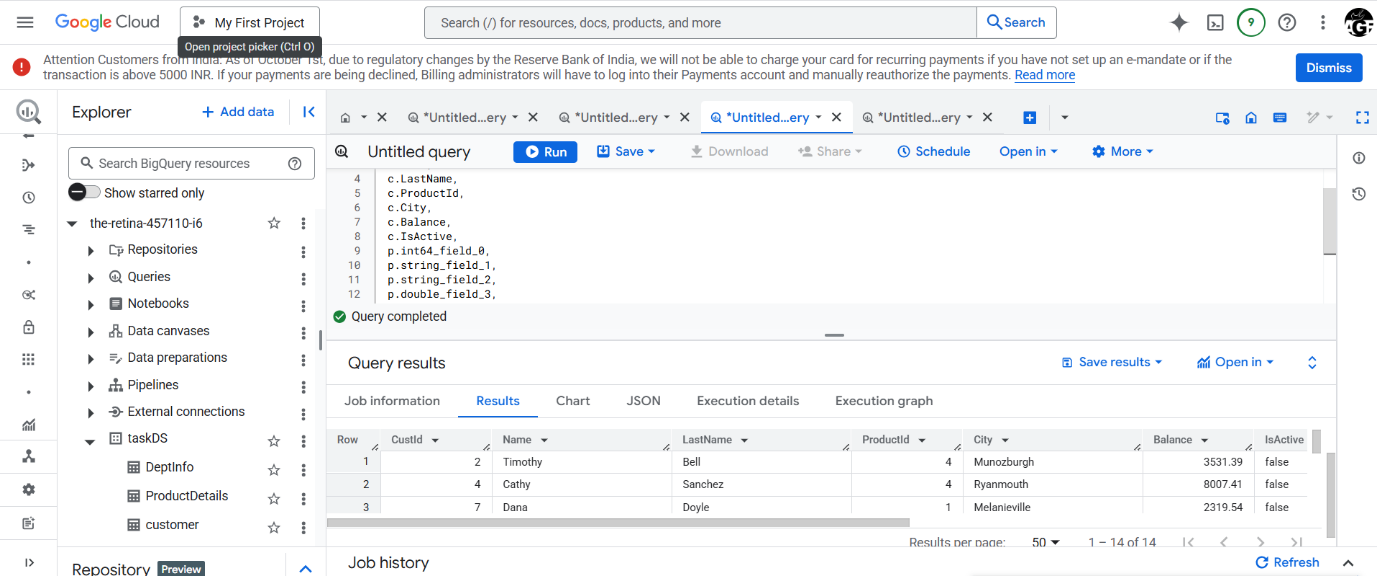 Google Cloud
My First Project
Search (/) for resources, docs, products, and more
Search
9
Open project picker (Ctrl O)
Attention Customers from India: As of October 1st, due to regulatory changes by the Reserve Bank of India, we will not be able to charge your card for recurring payments if you have not set up an e-mandate or if the
transaction is above 5000 INR. If your payments are being declined, Billing administrators will have to log into their Payments account and manually reauthorize the payments. Read more
Dismiss
Explorer
+ Add data
Search BigQuery resources
Show starred only
the-retina-457110-i6
Repositories
Queries
Notebooks
Data canvases
Data preparations
Pipelines
External connections
taskDS
DeptInfo
ProductDetails
customer
Repository Preview
*Untitled...ery
*Untitled...ery
*Untitled...ery
*Untitled...ery
Untitled query
Run
Save
Download
Share
Schedule
Open in
More
4 c.LastName,
5 c.ProductId,
6 c.City,
7 c.Balance,
8 c.IsActive,
9 p.int64_field_0,
10 p.string_field_1,
11 p.string_field_2,
12 p.double_field_3,
Query completed
Query results
Save results
Open in
Job information Results Chart JSON Execution details Execution graph
Row CustId Name LastName ProductId City Balance IsActive
1 2 Timothy Bell 4 Munozburgh 3531.39 false
2 4 Cathy Sanchez 4 Ryanmouth 8007.41 false
3 7 Dana Doyle 1 Melanieville 2319.54 false
Results per page: 50 1 – 14 of 14
Job history
Refresh